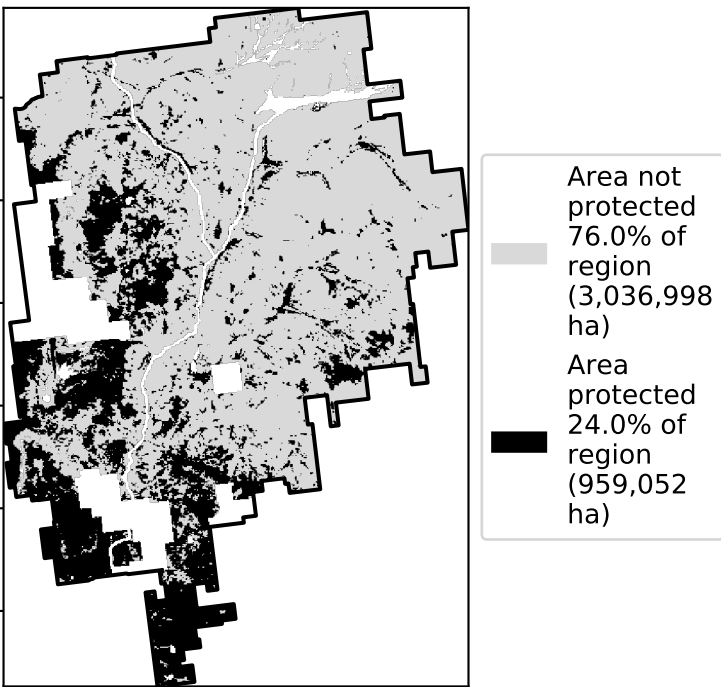 Area not
protected
76.0% of
region
(3,036,998
ha)
Area
protected
24.0% of
region
(959,052
ha)